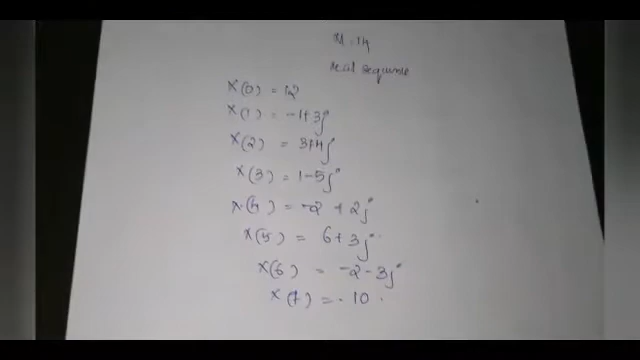 N = 14
real sequence
X(0) = 12
X(1) = -1+3j
X(2) = 3+4j
X(3) = 1-5j
X(4) = -2 + 2j
X(5) = 6+3j
X(6) = -2-3j
X(7) = -10